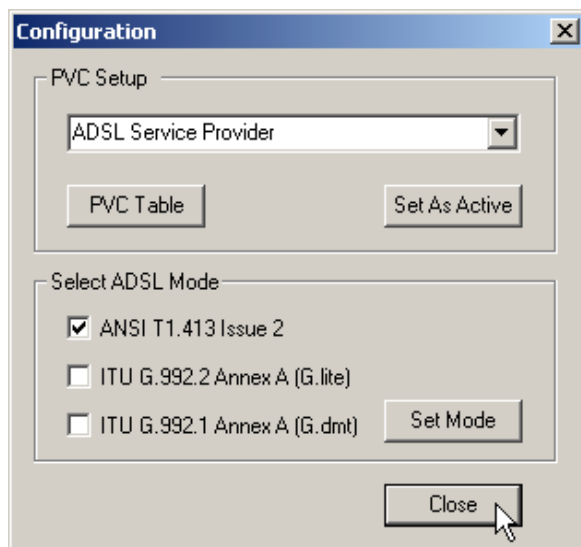 Configuration
PVC Setup
ADSL Service Provider
PVC Table
Set As Active
Select ADSL Mode
ANSI T1.413 Issue 2
ITU G.992.2 Annex A (G.lite)
ITU G.992.1 Annex A (G.dmt)
Set Mode
Close